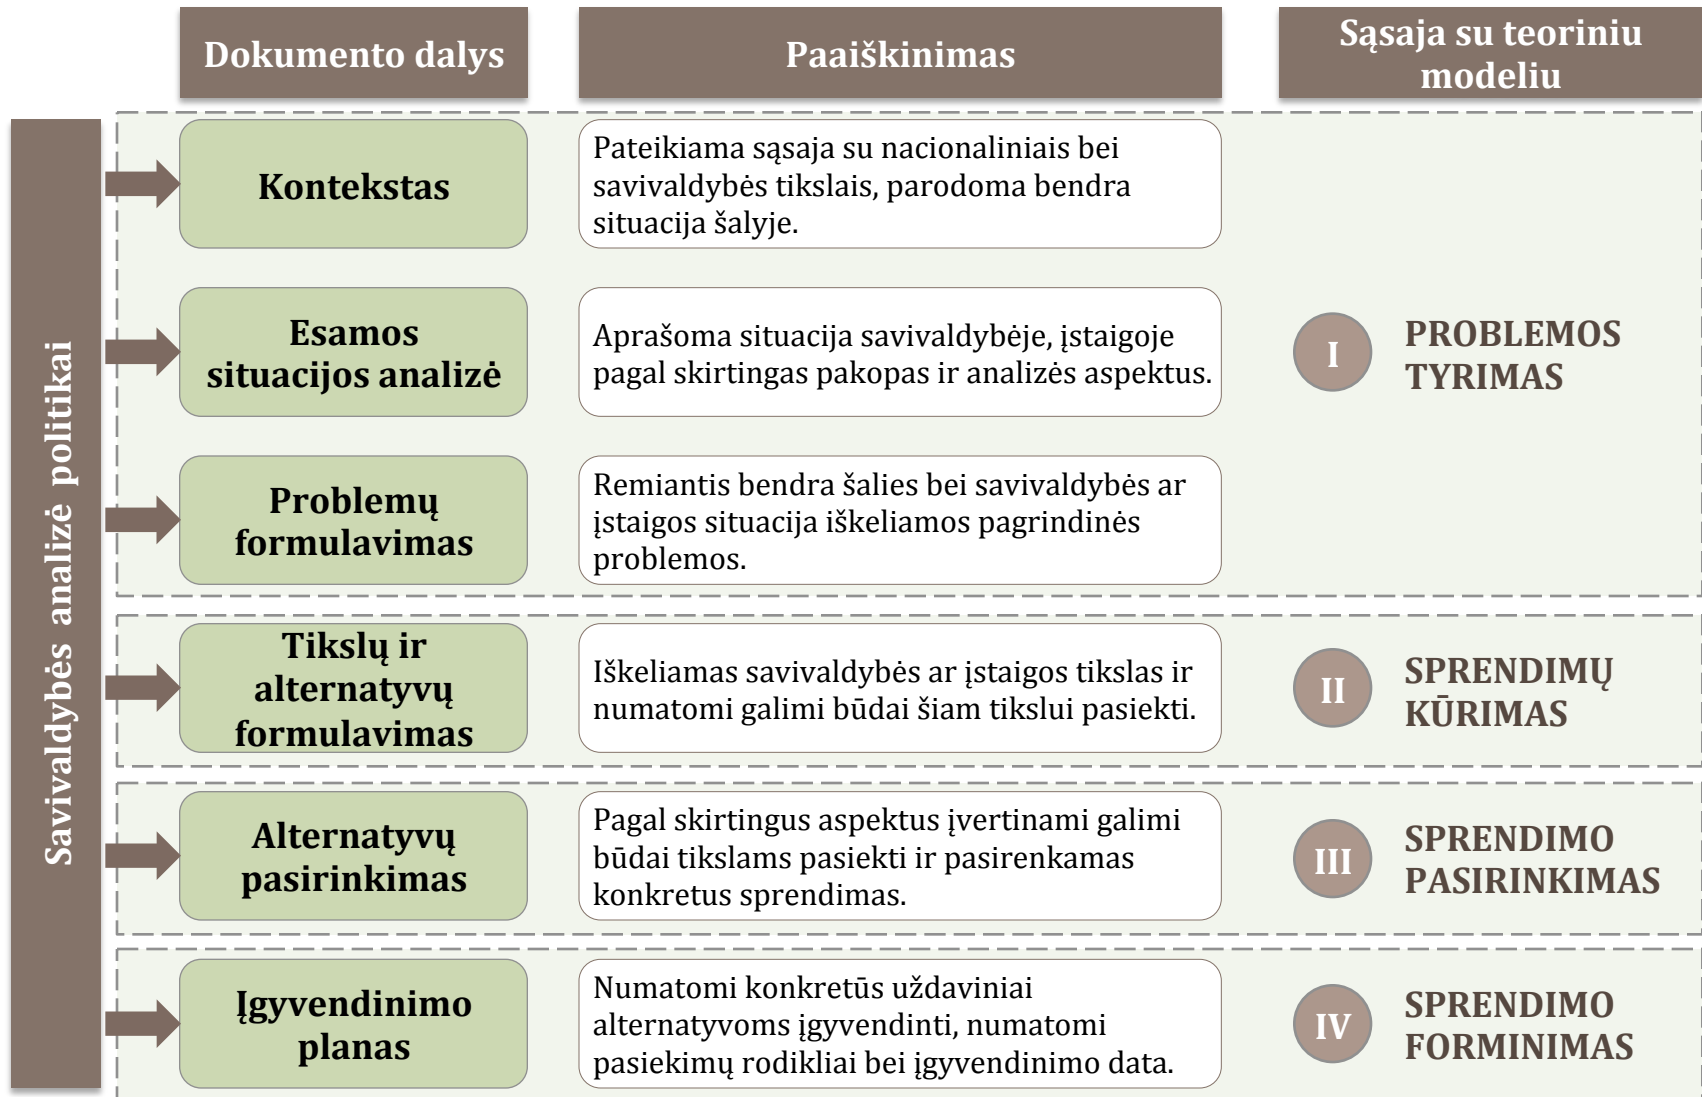 Dokumento dalys
Paaiškinimas
Sąsaja su teoriniu
modeliu
Savivaldybės analizė politikai
Kontekstas
Pateikiama sąsaja su nacionaliniais bei
savivaldybės tikslais, parodoma bendra
situacija šalyje.
Esamos
situacijos analizė
Aprašoma situacija savivaldybėje, įstaigoje
pagal skirtingas pakopas ir analizės aspektus.
I
PROBLEMOS
TYRIMAS
Problemų
formulavimas
Remiantis bendra šalies bei savivaldybės ar
įstaigos situacija iškeliamos pagrindinės
problemos.
Tikslų ir
alternatyvų
formulavimas
Iškeliamas savivaldybės ar įstaigos tikslas ir
numatomi galimi būdai šiam tikslui pasiekti.
II
SPRENDIMŲ
KŪRIMAS
Alternatyvų
pasirinkimas
Pagal skirtingus aspektus įvertinami galimi
būdai tikslams pasiekti ir pasirenkamas
konkretus sprendimas.
III
SPRENDIMO
PASIRINKIMAS
Įgyvendinimo
planas
Numatomi konkretūs uždaviniai
alternatyvoms įgyvendinti, numatomi
pasiekimų rodikliai bei įgyvendinimo data.
IV
SPRENDIMO
FORMINIMAS